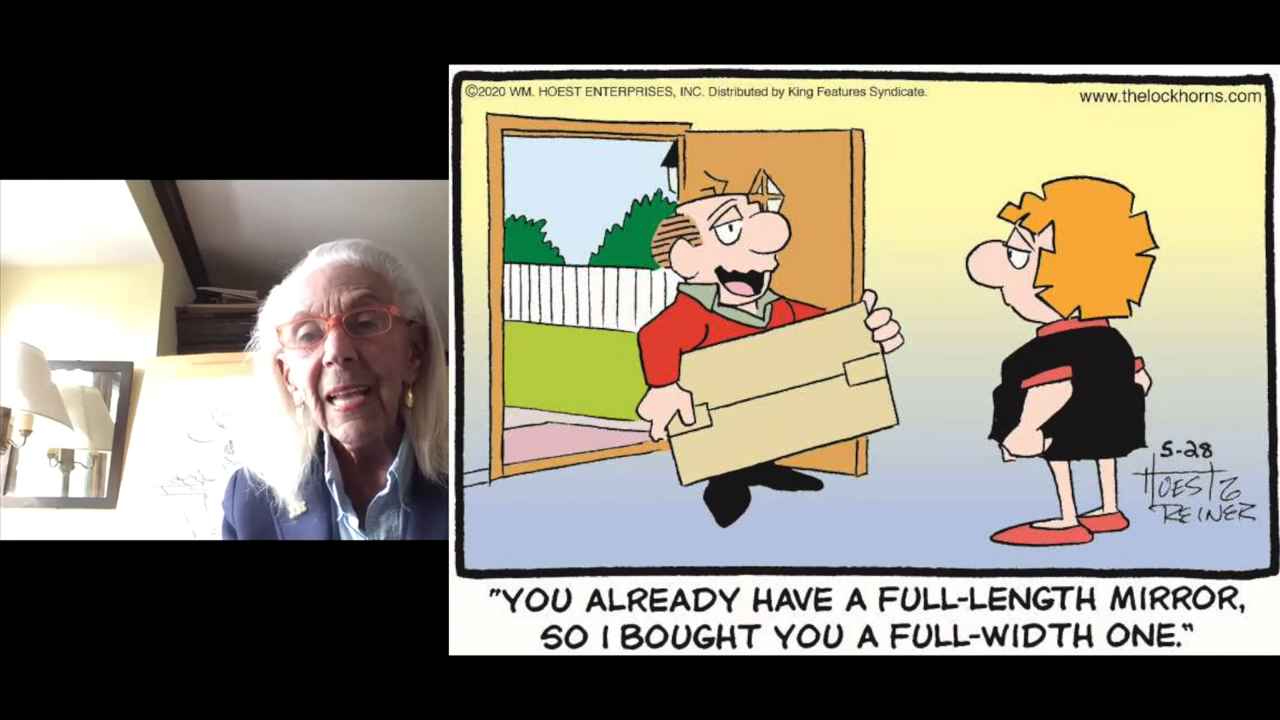 ©2020 WM. HOEST ENTERPRISES, INC. Distributed by King Features Syndicate.
www.thelockhorns.com
5-28
HOEST &
REINER
"YOU ALREADY HAVE A FULL-LENGTH MIRROR,
SO I BOUGHT YOU A FULL-WIDTH ONE."